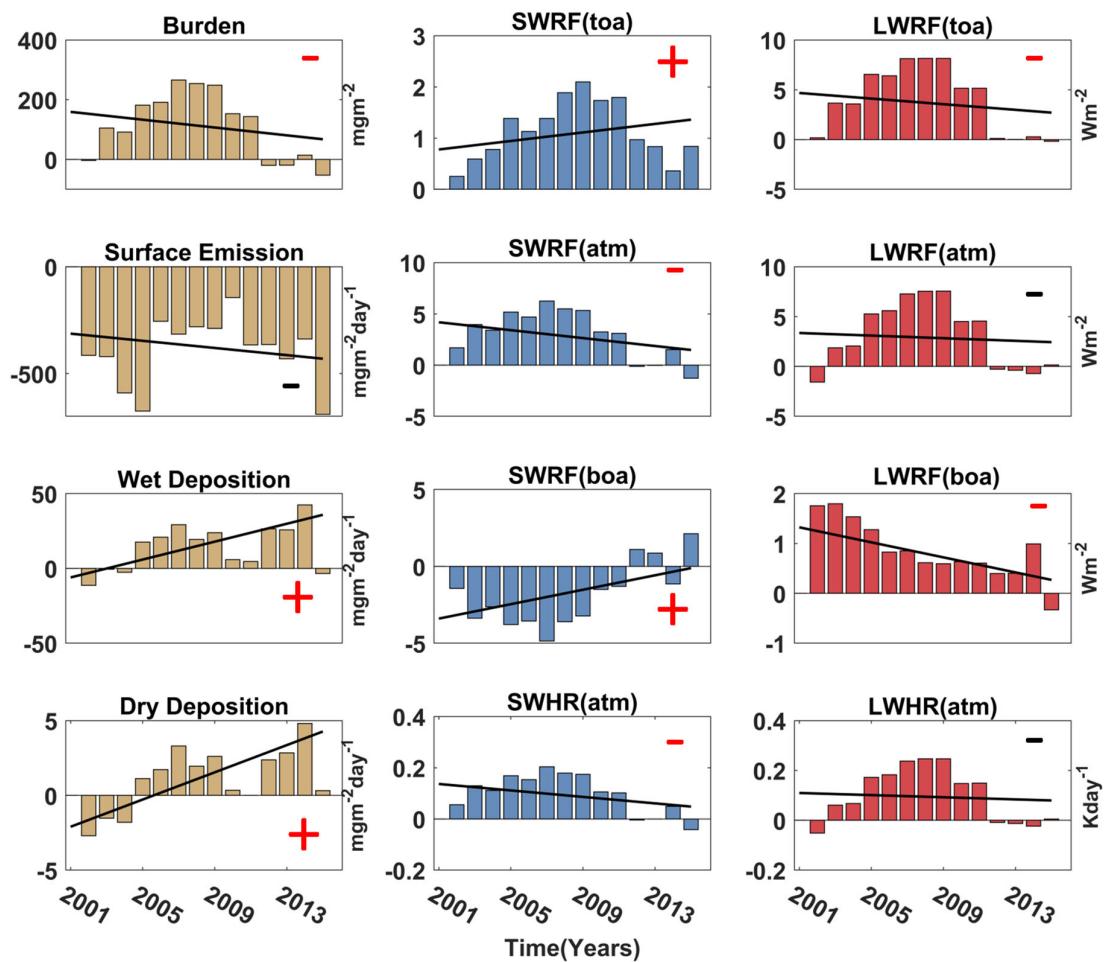 Burden
400
200
0
mgm-2
SWRF(toa)
3
2
1
0
LWRF(toa)
10
5
0
-5
Wm-2
Surface Emission
0
-500
mgm-2day-1
SWRF(atm)
10
5
0
-5
LWRF(atm)
10
5
0
-5
Wm-2
Wet Deposition
50
0
-50
mgm-2day-1
SWRF(boa)
5
0
-5
LWRF(boa)
2
1
0
-1
Wm-2
Dry Deposition
5
0
-5
mgm-2day-1
2001 2005 2009 2013
SWHR(atm)
0.4
0.2
0
-0.2
2001 2005 2009 2013
LWHR(atm)
0.4
0.2
0
-0.2
Kday-1
2001 2005 2009 2013
Time(Years)